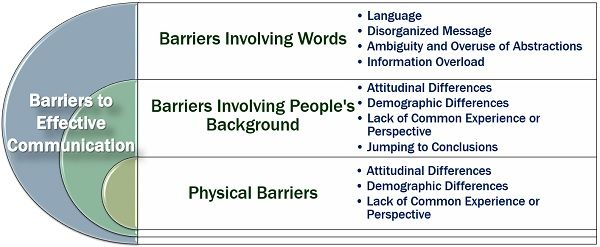 Barriers to
Effective
Communication
Barriers Involving Words
• Language
• Disorganized Message
• Ambiguity and Overuse of Abstractions
• Information Overload
Barriers Involving People's
Background
• Attitudinal Differences
• Demographic Differences
• Lack of Common Experience or
Perspective
• Jumping to Conclusions
Physical Barriers
• Attitudinal Differences
• Demographic Differences
• Lack of Common Experience or
Perspective